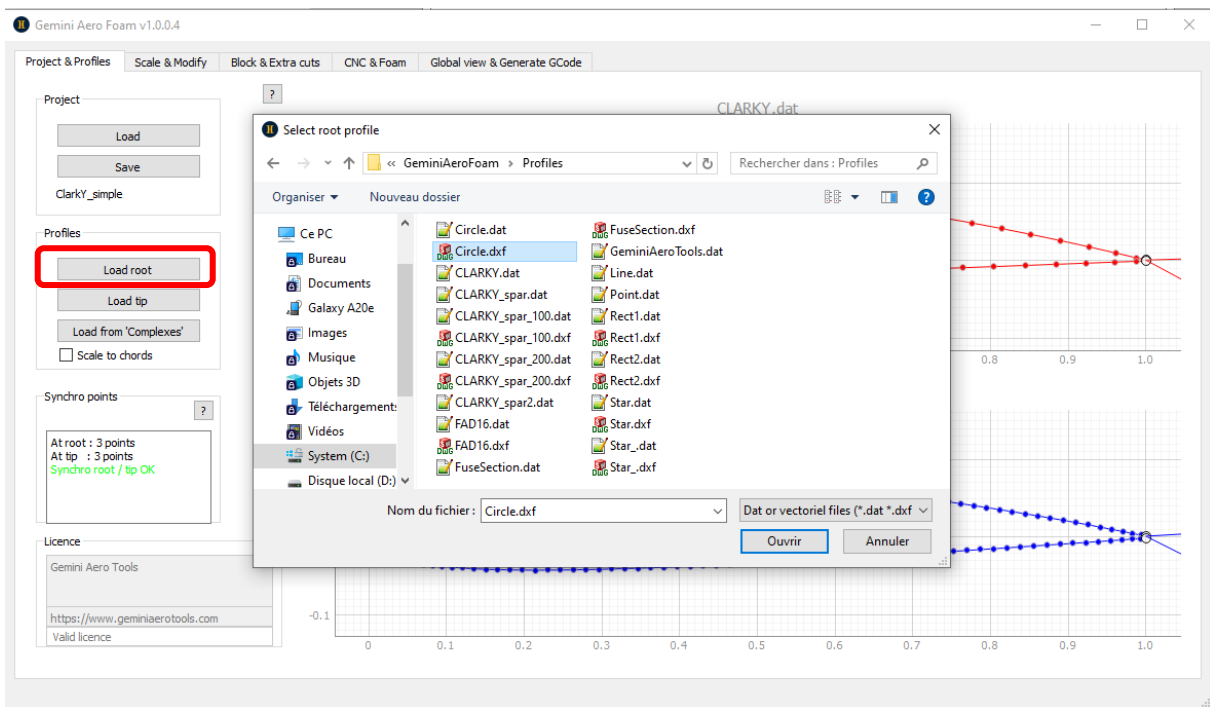 Gemini Aero Foam v1.0.0.4
Project & Profiles Scale & Modify Block & Extra cuts CNC & Foam Global view & Generate GCode
Project
?
Load
Save
ClarkY_simple
Profiles
Load root
Load tip
Load from 'Complexes'
Scale to chords
Synchro points
?
At root : 3 points
At tip : 3 points
Synchro root / tip OK
Licence
Gemini Aero Tools
https://www.geminiaerotools.com
Valid licence
CLARKY.dat
Select root profile
« GeminiAeroFoam › Profiles
Rechercher dans : Profiles
Organiser
Nouveau dossier
?
Ce PC
Bureau
Documents
Galaxy A20e
Images
Musique
Objets 3D
Téléchargements
Vidéos
System (C:)
Disque local (D:)
Circle.dat
Circle.dxf
CLARKY.dat
CLARKY_spar.dat
CLARKY_spar_100.dat
CLARKY_spar_100.dxf
CLARKY_spar_200.dat
CLARKY_spar_200.dxf
CLARKY_spar2.dat
FAD16.dat
FAD16.dxf
FuseSection.dat
FuseSection.dxf
GeminiAeroTools.dat
Line.dat
Point.dat
Rect1.dat
Rect1.dxf
Rect2.dat
Rect2.dxf
Star.dat
Star.dxf
Star_.dat
Star_.dxf
Nom du fichier : Circle.dxf
Dat or vectoriel files (*.dat *.dxf
Ouvrir
Annuler
0.8 0.9 1.0
-0.1
0 0.1 0.2 0.3 0.4 0.5 0.6 0.7 0.8 0.9 1.0